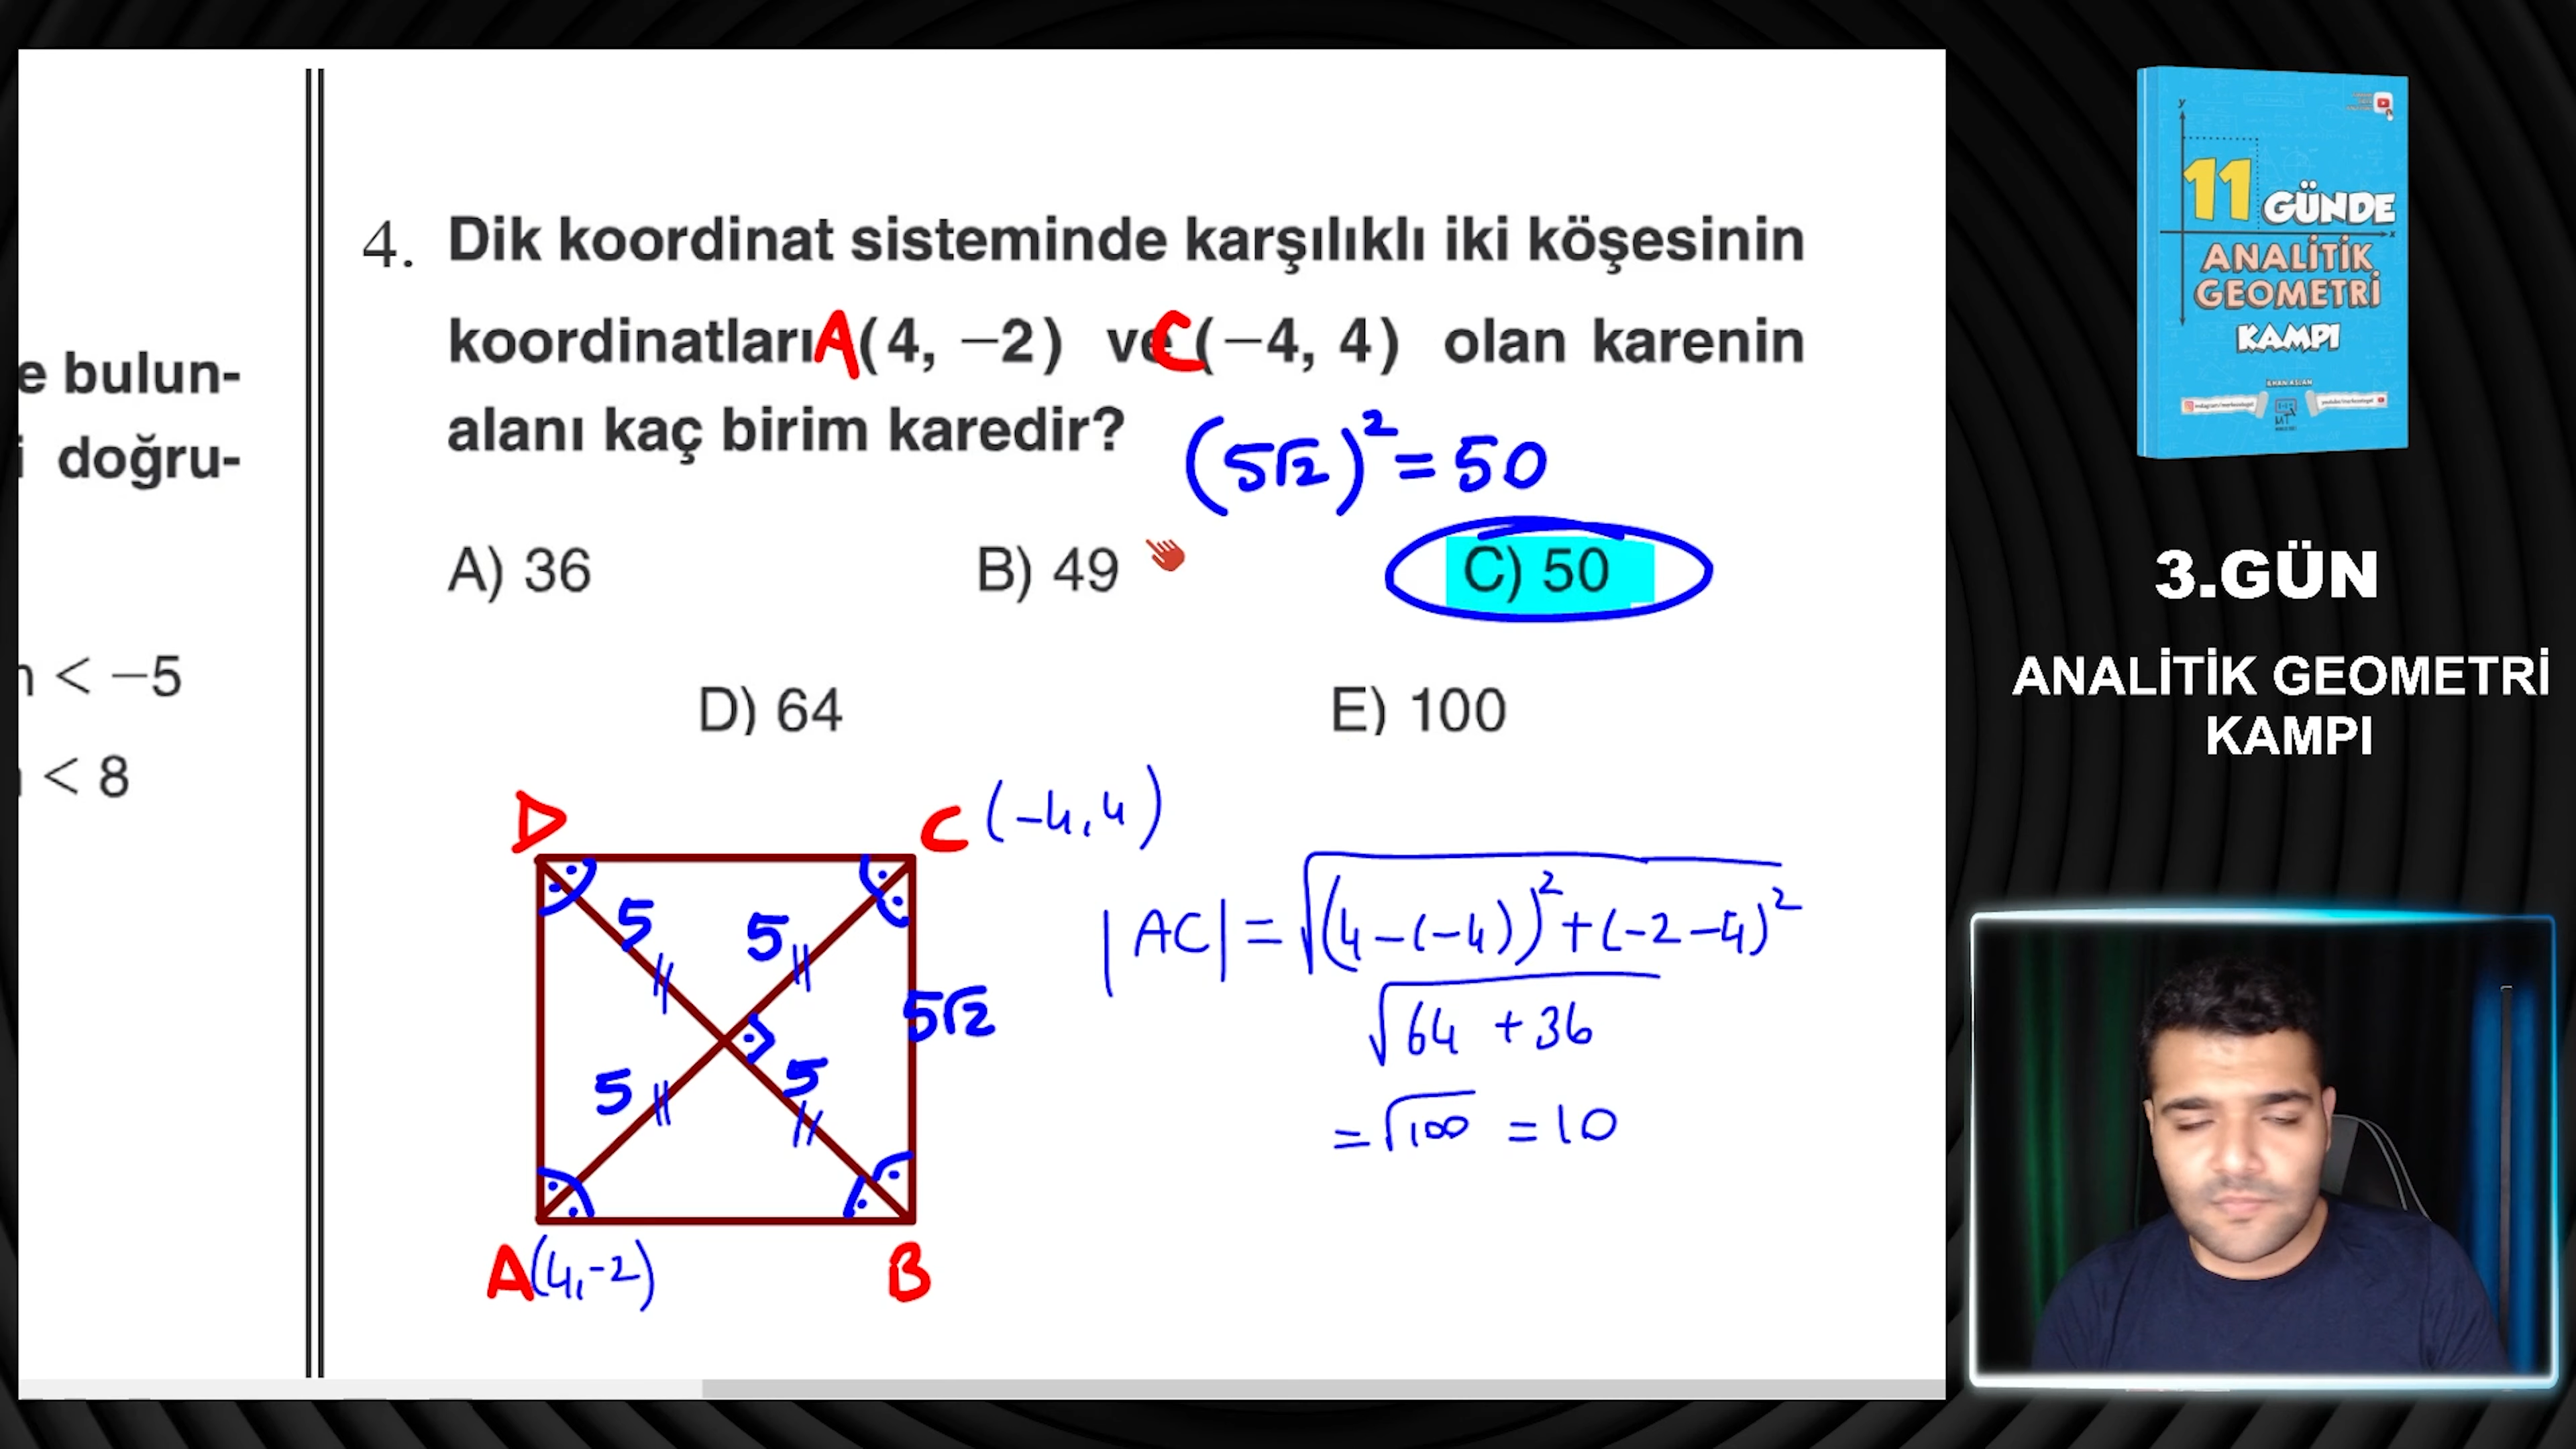 e bulun-
i doğru-
n < −5
< 8
4. Dik koordinat sisteminde karşılıklı iki köşesinin
koordinatları A(4, −2) ve C(−4, 4) olan karenin
alanı kaç birim karedir?
(5√2)² = 50
A) 36 B) 49 C) 50
D) 64 E) 100
D C (-4,4)
5 5
5√2
5 5
A(4,-2) B
|AC| = √(4-(-4))²+(-2-4)²
√64 +36
= √100 = 10
y
11 GÜNDE
x
ANALİTİK
GEOMETRİ
KAMPI
İLHAN ASLAN
3.GÜN
ANALİTİK GEOMETRİ
KAMPI